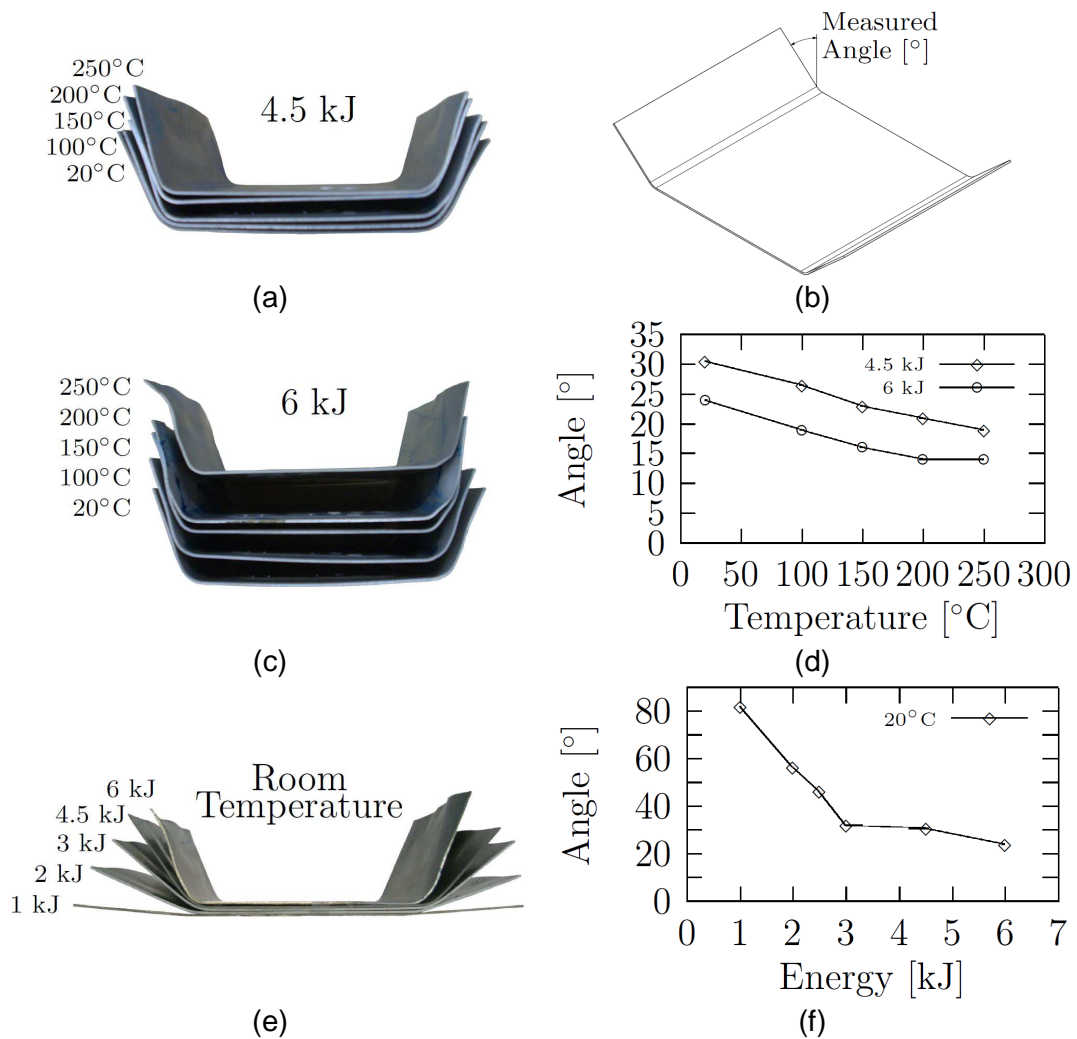 250°C
200°C
150°C
100°C
20°C
4.5 kJ
(a)
Measured
Angle [°]
(b)
250°C
200°C
150°C
100°C
20°C
6 kJ
(c)
35
30
25
20
15
10
5
0
Angle [°]
4.5 kJ
6 kJ
0 50 100 150 200 250 300
Temperature [°C]
(d)
6 kJ
4.5 kJ
3 kJ
2 kJ
1 kJ
Room
Temperature
(e)
80
60
40
20
0
Angle [°]
20°C
0 1 2 3 4 5 6 7
Energy [kJ]
(f)